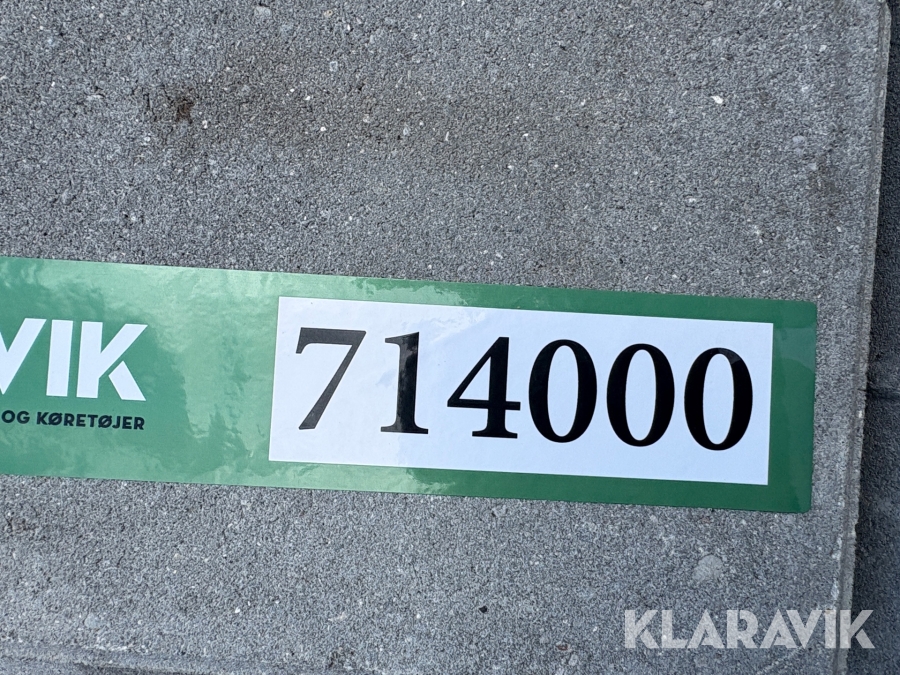 VIK
OG KØRETØJER
714000
KLARAVIK